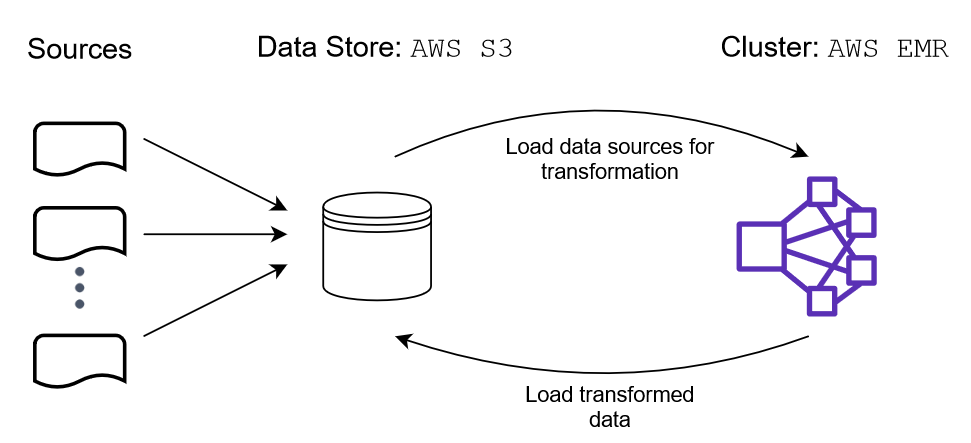 Sources
Data Store: AWS S3
Cluster: AWS EMR
Load data sources for
transformation
Load transformed
data